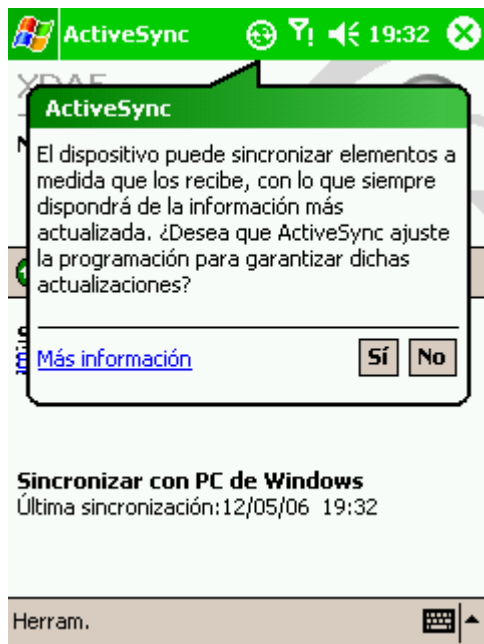 ActiveSync 19:32
XDAF
ActiveSync
El dispositivo puede sincronizar elementos a
medida que los recibe, con lo que siempre
dispondrá de la información más
actualizada. ¿Desea que ActiveSync ajuste
la programación para garantizar dichas
actualizaciones?
Más información Sí No
Sincronizar con PC de Windows
Última sincronización:12/05/06 19:32
Herram.